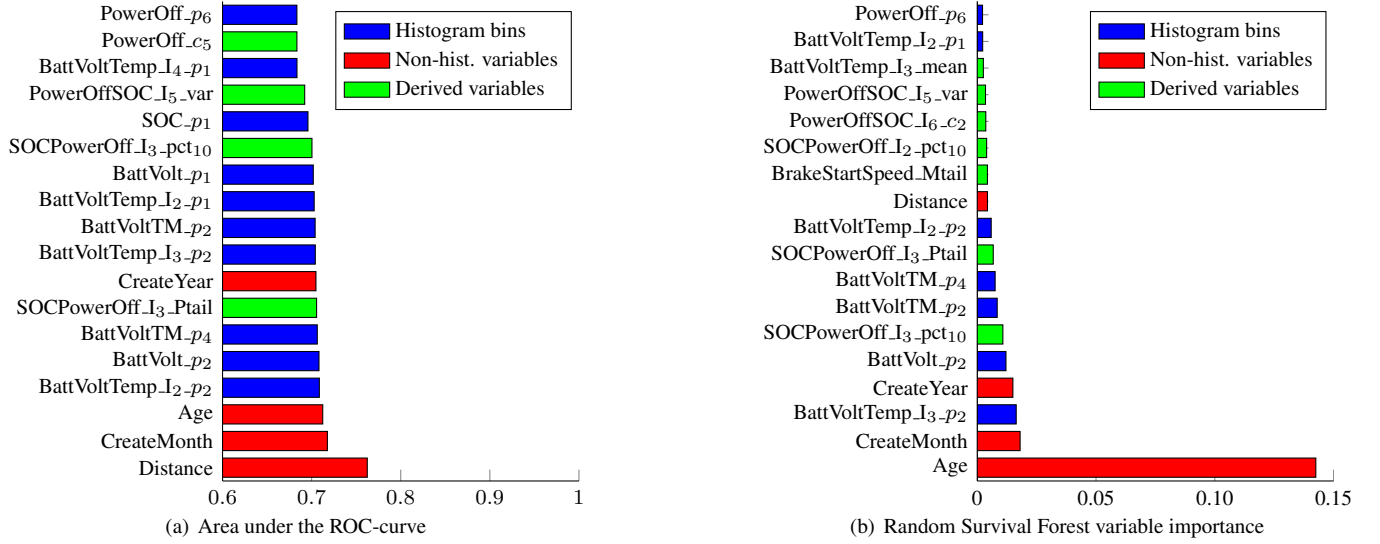 PowerOff_p₆
PowerOff_c₅
BattVoltTemp_I₄_p₁
PowerOffSOC_I₅_var
SOC_p₁
SOCPowerOff_I₃_pct₁₀
BattVolt_p₁
BattVoltTemp_I₂_p₁
BattVoltTM_p₂
BattVoltTemp_I₃_p₂
CreateYear
SOCPowerOff_I₃_Ptail
BattVoltTM_p₄
BattVolt_p₂
BattVoltTemp_I₂_p₂
Age
CreateMonth
Distance
Histogram bins
Non-hist. variables
Derived variables
0.6 0.7 0.8 0.9 1
(a) Area under the ROC-curve
PowerOff_p₆
BattVoltTemp_I₂_p₁
BattVoltTemp_I₃_mean
PowerOffSOC_I₅_var
PowerOffSOC_I₆_c₂
SOCPowerOff_I₂_pct₁₀
BrakeStartSpeed_Mtail
Distance
BattVoltTemp_I₂_p₂
SOCPowerOff_I₃_Ptail
BattVoltTM_p₄
BattVoltTM_p₂
SOCPowerOff_I₃_pct₁₀
BattVolt_p₂
CreateYear
BattVoltTemp_I₃_p₂
CreateMonth
Age
Histogram bins
Non-hist. variables
Derived variables
0 0.05 0.10 0.15
(b) Random Survival Forest variable importance